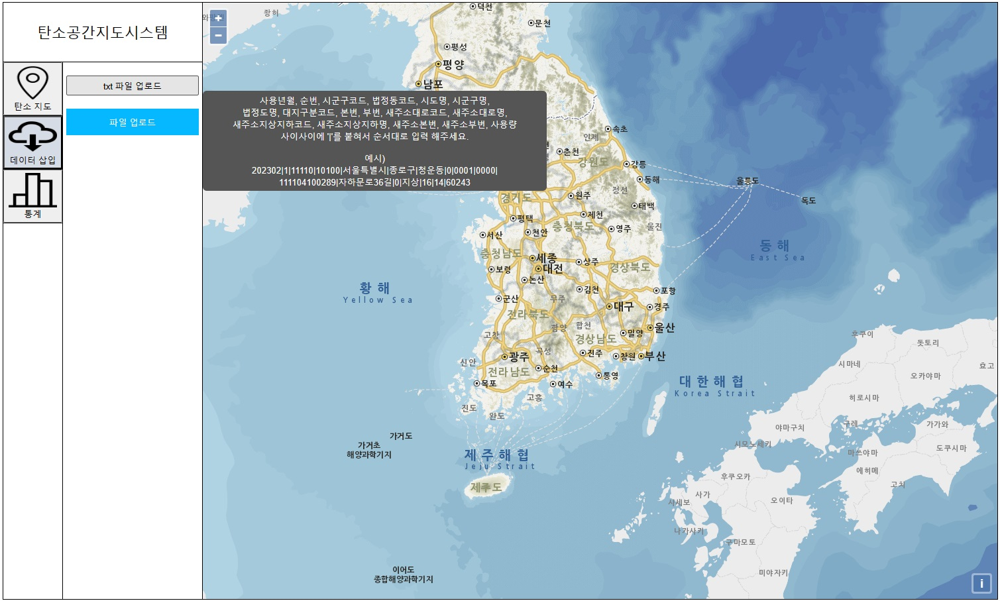 탄소공간지도시스템
탄소 지도
데이터 삽입
통계
txt 파일 업로드
파일 업로드
+
−
사용년월, 순번, 시군구코드, 법정동코드, 시도명, 시군구명,
법정도명, 대지구분코드, 본번, 부번, 새주소대로코드, 새주소대로명,
새주소지상지하코드, 새주소지상지하명, 새주소본번, 새주소부번, 사용량
사이사이에 '|'를 붙혀서 순서대로 입력 해주세요.
예시)
202302|1|11110|10100|서울특별시|종로구|청운동|0|0001|0000|
111104100289|자하문로36길|0|지상|16|14|60243
덕천
문천
평성
평양
남포
속초
인제
춘천
강원도
강릉
동해
울릉도
독도
정선
원주
경기도
태백
제천
평택
충청북도
영주
울진
천안
서산
동해
East Sea
충청남도
세종
대전
상주
경상북도
보령
논산
황해
Yellow Sea
김천
포항
군산
무주
대구
경주
전라북도
함양
합천
울산
밀양
고창
경상남도
곡성
진주
창원
부산
광주
신안
순천
전라남도
통영
목포
여수
고흥
진도
완도
대한해협
Korea Strait
가거도
가거초
해양과학기지
제주해협
Jeju Strait
제주도
이어도
종합해양과학기지
후쿠이
돗토리
시마네
효고
오카야마
히로시마
구레
가가와
야마구치
시모노세키
마쓰야마
도쿠시마
에히메
고치
후쿠오카
사가
사세보
오이타
나가사키
구마모토
미야자키
i